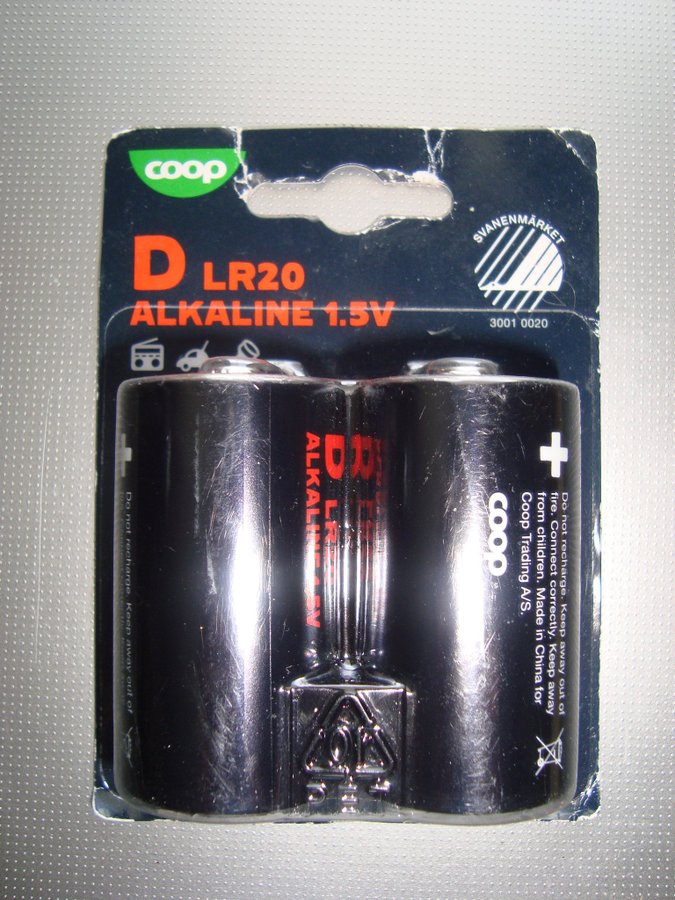 coop
SVANENMÄRKET
D LR20
ALKALINE 1.5V
3001 0020
D LR20
ALKALINE 1.5V
Do not recharge. Keep away out of
coop
Do not recharge. Keep away out of
fire. Connect correctly. Keep away
from children. Made in China for
Coop Trading A/S.